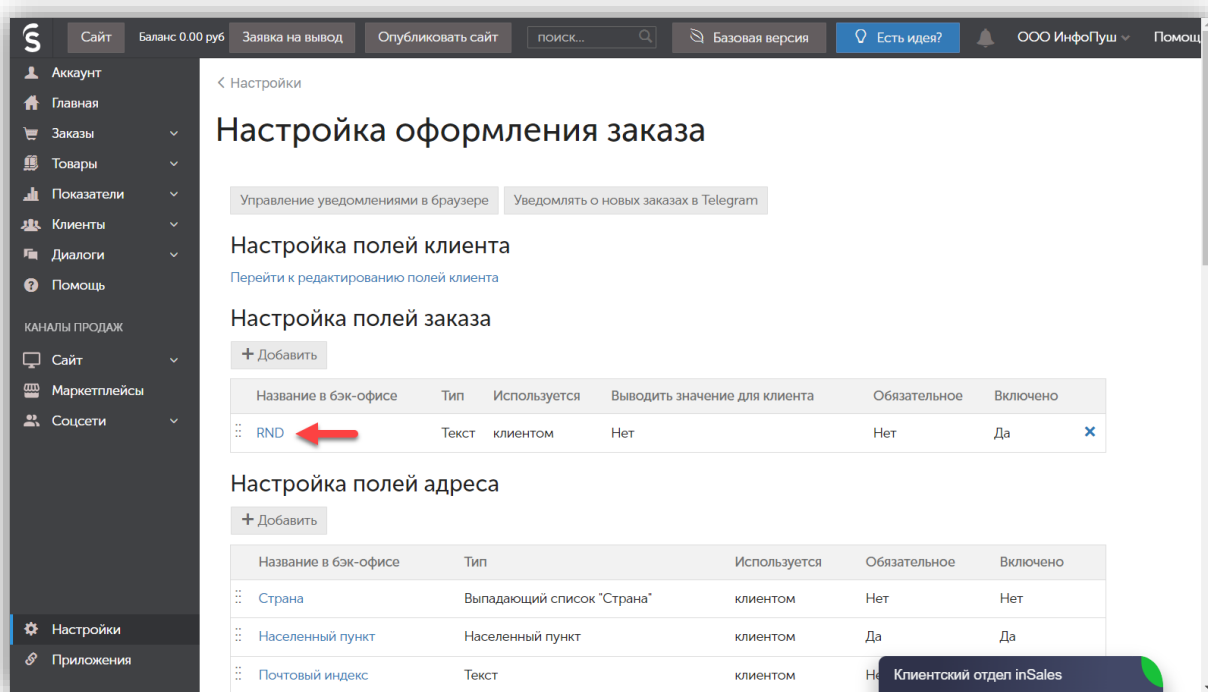 Сайт Баланс 0.00 руб Заявка на вывод Опубликовать сайт поиск... Базовая версия Есть идея? ООО ИнфоПуш Помощ
Аккаунт
Главная
Заказы
Товары
Показатели
Клиенты
Диалоги
Помощь
КАНАЛЫ ПРОДАЖ
Сайт
Маркетплейсы
Соцсети
Настройки
Приложения
Настройки
Настройка оформления заказа
Управление уведомлениями в браузере Уведомлять о новых заказах в Telegram
Настройка полей клиента
Перейти к редактированию полей клиента
Настройка полей заказа
+ Добавить
Название в бэк-офисе Тип Используется Выводить значение для клиента Обязательное Включено
RND Текст клиентом Нет Нет Да
Настройка полей адреса
+ Добавить
Название в бэк-офисе Тип Используется Обязательное Включено
Страна Выпадающий список "Страна" клиентом Нет Нет
Населенный пункт Населенный пункт клиентом Да Да
Почтовый индекс Текст клиентом
Клиентский отдел inSales